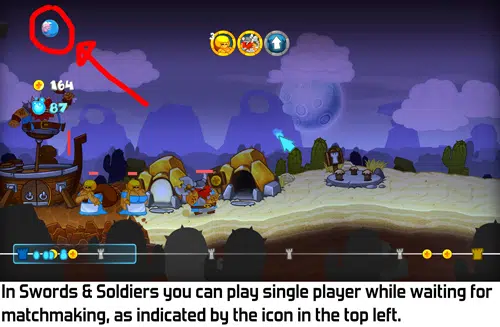 164
87
In Swords & Soldiers you can play single player while waiting for
matchmaking, as indicated by the icon in the top left.